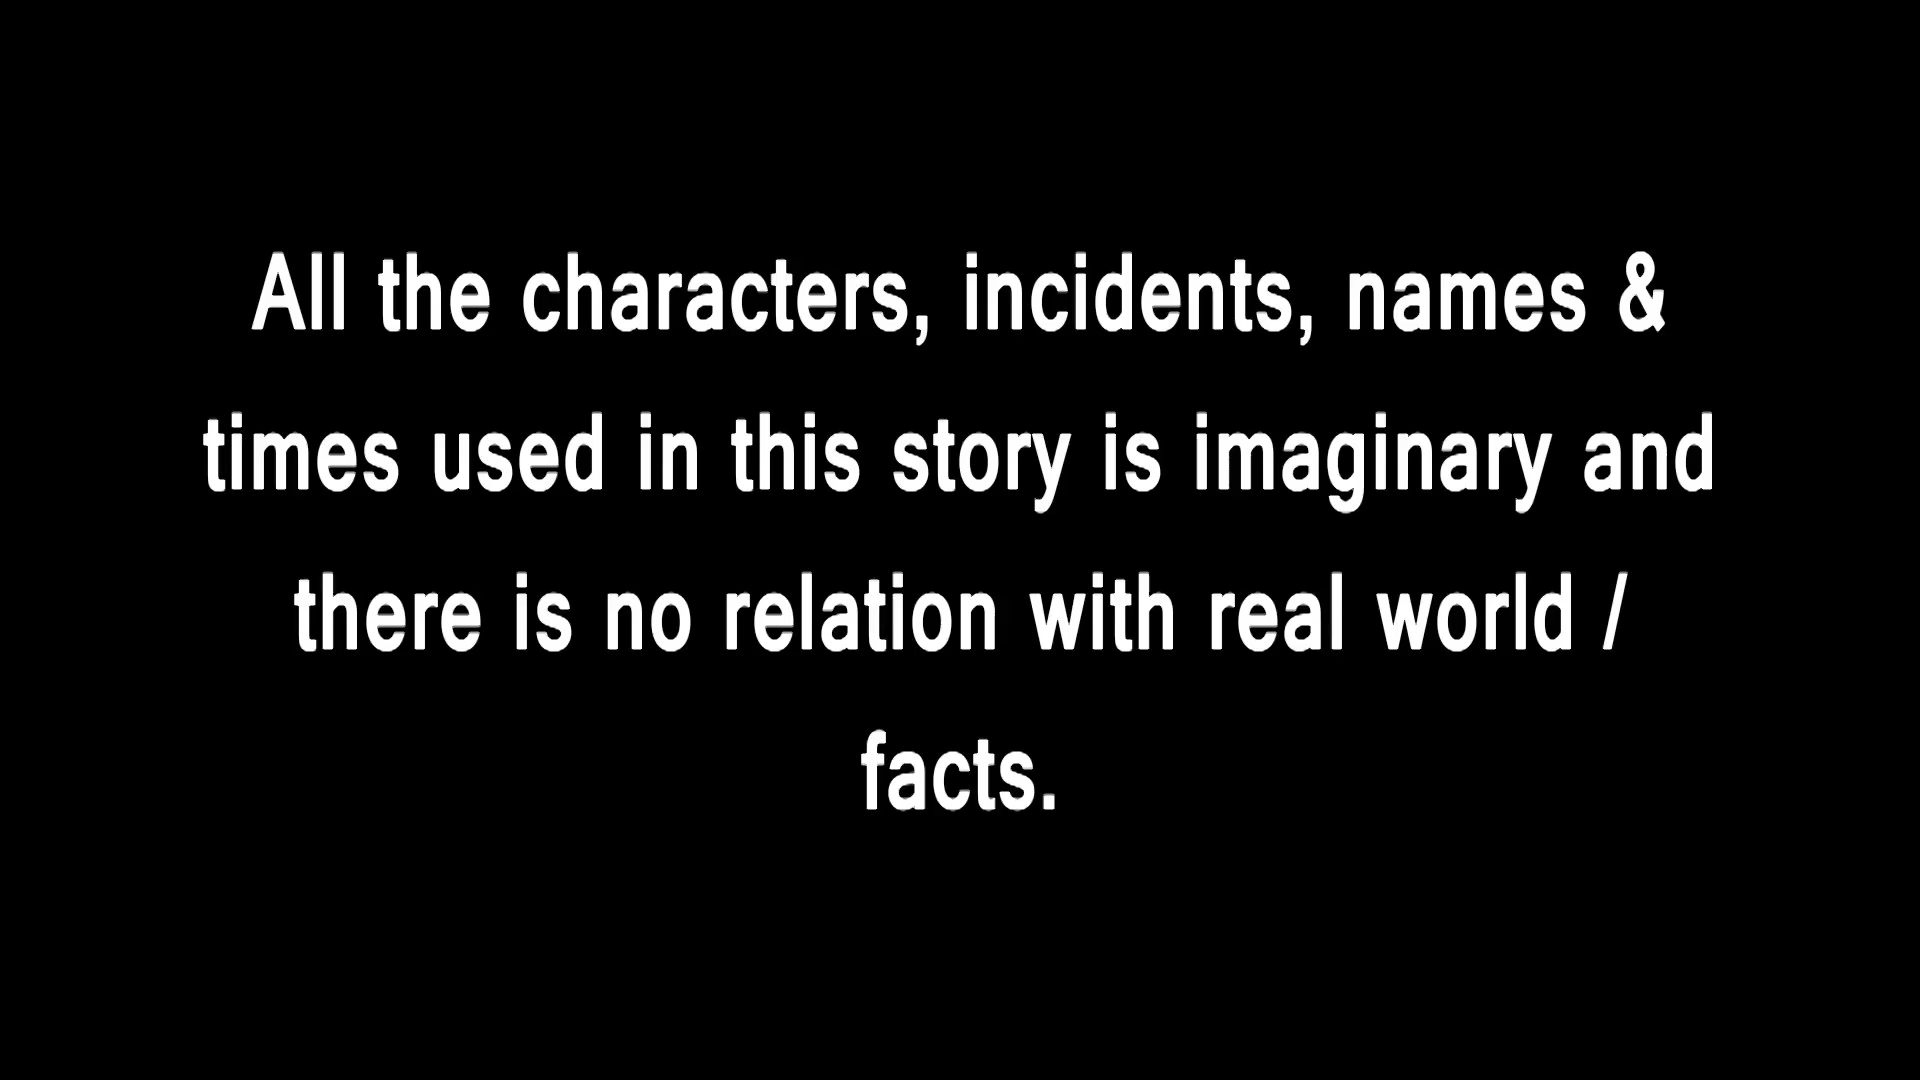 All the characters, incidents, names &
times used in this story is imaginary and
there is no relation with real world /
facts.